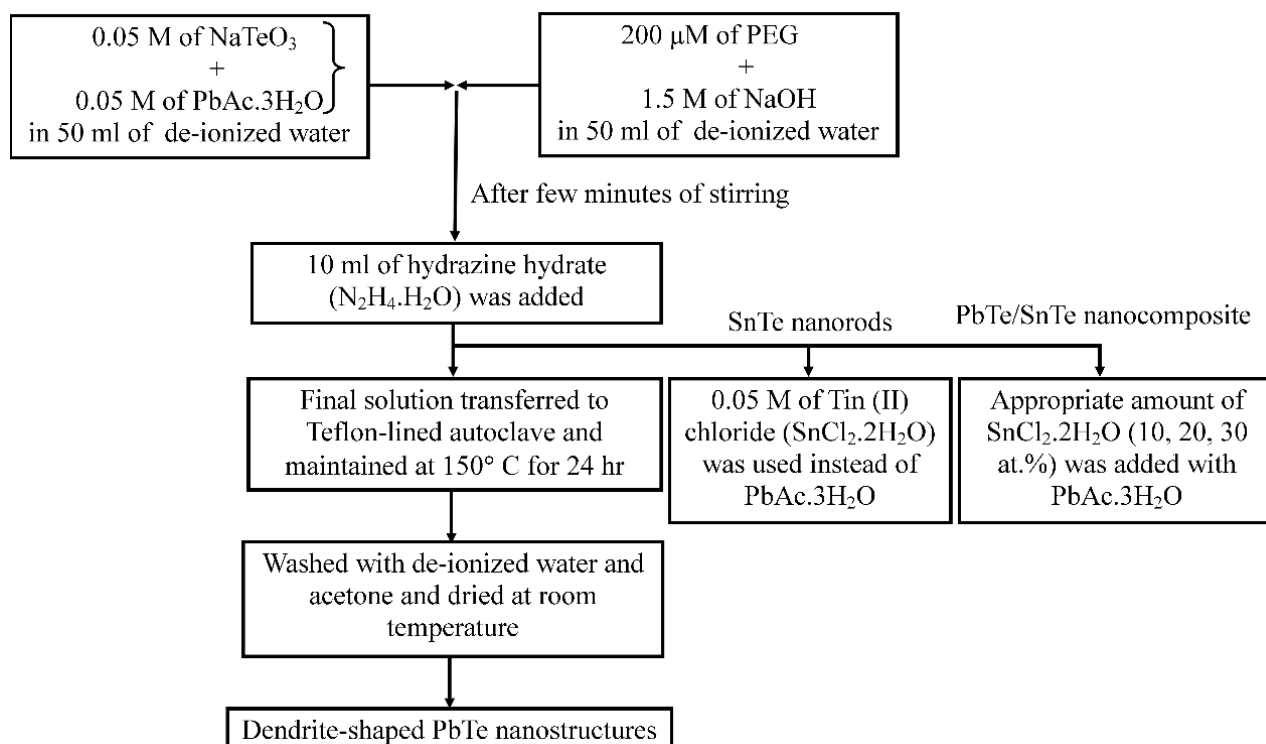 0.05 M of NaTeO₃
+
0.05 M of PbAc.3H₂O
in 50 ml of de-ionized water
200 μM of PEG
+
1.5 M of NaOH
in 50 ml of de-ionized water
After few minutes of stirring
10 ml of hydrazine hydrate
(N₂H₄.H₂O) was added
SnTe nanorods
PbTe/SnTe nanocomposite
Final solution transferred to
Teflon-lined autoclave and
maintained at 150° C for 24 hr
0.05 M of Tin (II)
chloride (SnCl₂.2H₂O)
was used instead of
PbAc.3H₂O
Appropriate amount of
SnCl₂.2H₂O (10, 20, 30
at.%) was added with
PbAc.3H₂O
Washed with de-ionized water and
acetone and dried at room
temperature
Dendrite-shaped PbTe nanostructures